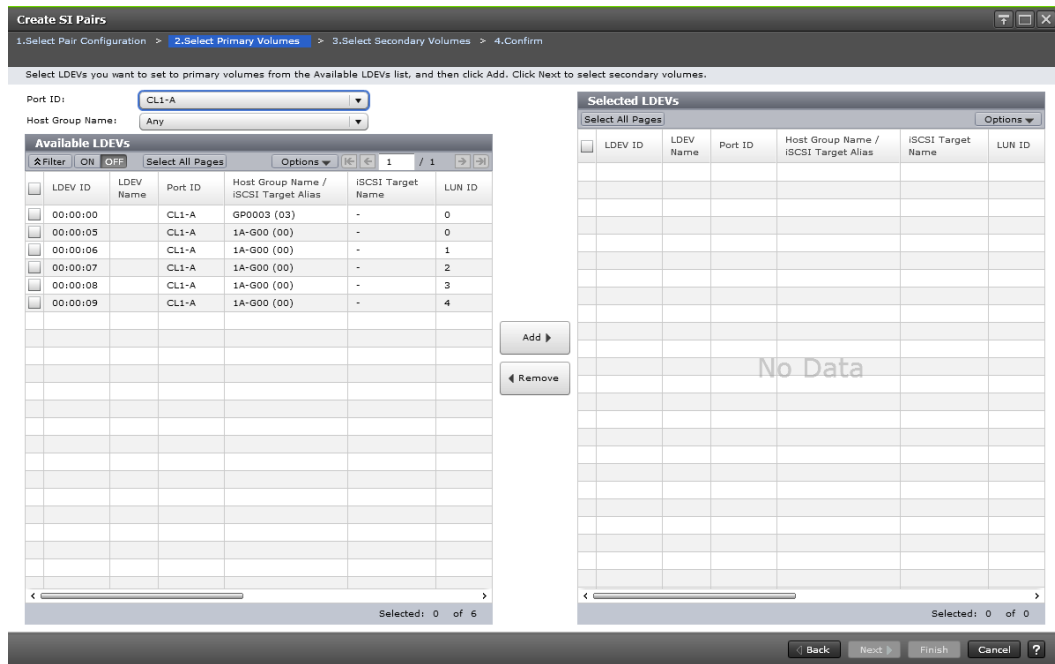 Create SI Pairs
1.Select Pair Configuration > 2.Select Primary Volumes > 3.Select Secondary Volumes > 4.Confirm
Select LDEVs you want to set to primary volumes from the Available LDEVs list, and then click Add. Click Next to select secondary volumes.
Port ID: CL1-A
Host Group Name: Any
Available LDEVs
Filter ON OFF Select All Pages Options 1 / 1
LDEV ID LDEV Name Port ID Host Group Name / iSCSI Target Alias iSCSI Target Name LUN ID
00:00:00 CL1-A GP0003 (03) - 0
00:00:05 CL1-A 1A-G00 (00) - 0
00:00:06 CL1-A 1A-G00 (00) - 1
00:00:07 CL1-A 1A-G00 (00) - 2
00:00:08 CL1-A 1A-G00 (00) - 3
00:00:09 CL1-A 1A-G00 (00) - 4
Selected: 0 of 6
Add
Remove
Selected LDEVs
Select All Pages Options
LDEV ID LDEV Name Port ID Host Group Name / iSCSI Target Alias iSCSI Target Name LUN ID
No Data
Selected: 0 of 0
Back Next Finish Cancel ?